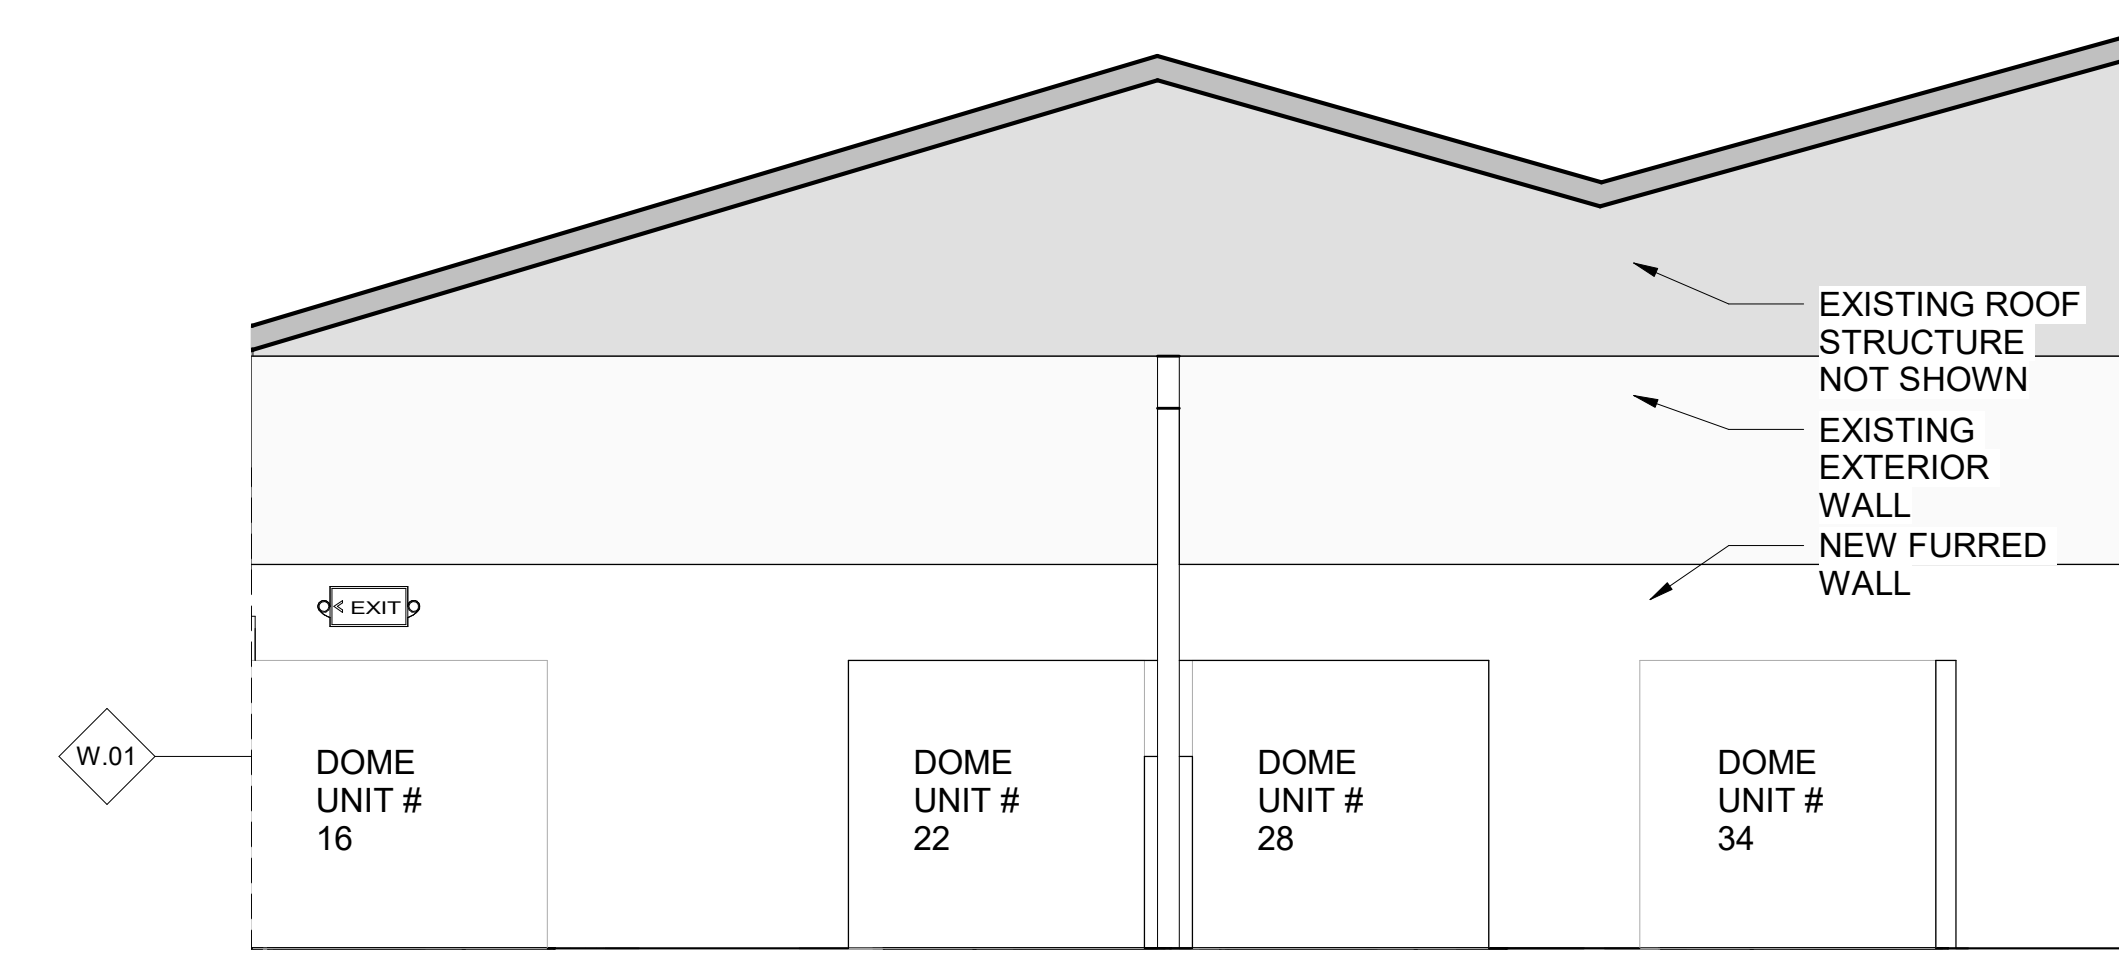 EXISTING ROOF
STRUCTURE
NOT SHOWN
EXISTING
EXTERIOR
WALL
NEW FURRED
WALL
< EXIT
W.01
DOME
UNIT #
16
DOME
UNIT #
22
DOME
UNIT #
28
DOME
UNIT #
34